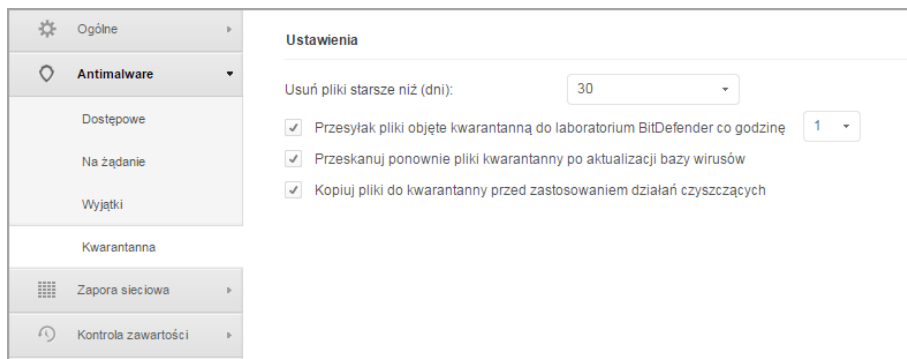 Ogólne
Antimalware
Dostępowe
Na żądanie
Wyjątki
Kwarantanna
Zapora sieciowa
Kontrola zawartości
Ustawienia
Usuń pliki starsze niż (dni): 30
Przesyłak pliki objęte kwarantanną do laboratorium BitDefender co godzinę 1
Przeskanuj ponownie pliki kwarantanny po aktualizacji bazy wirusów
Kopiuj pliki do kwarantanny przed zastosowaniem działań czyszczących